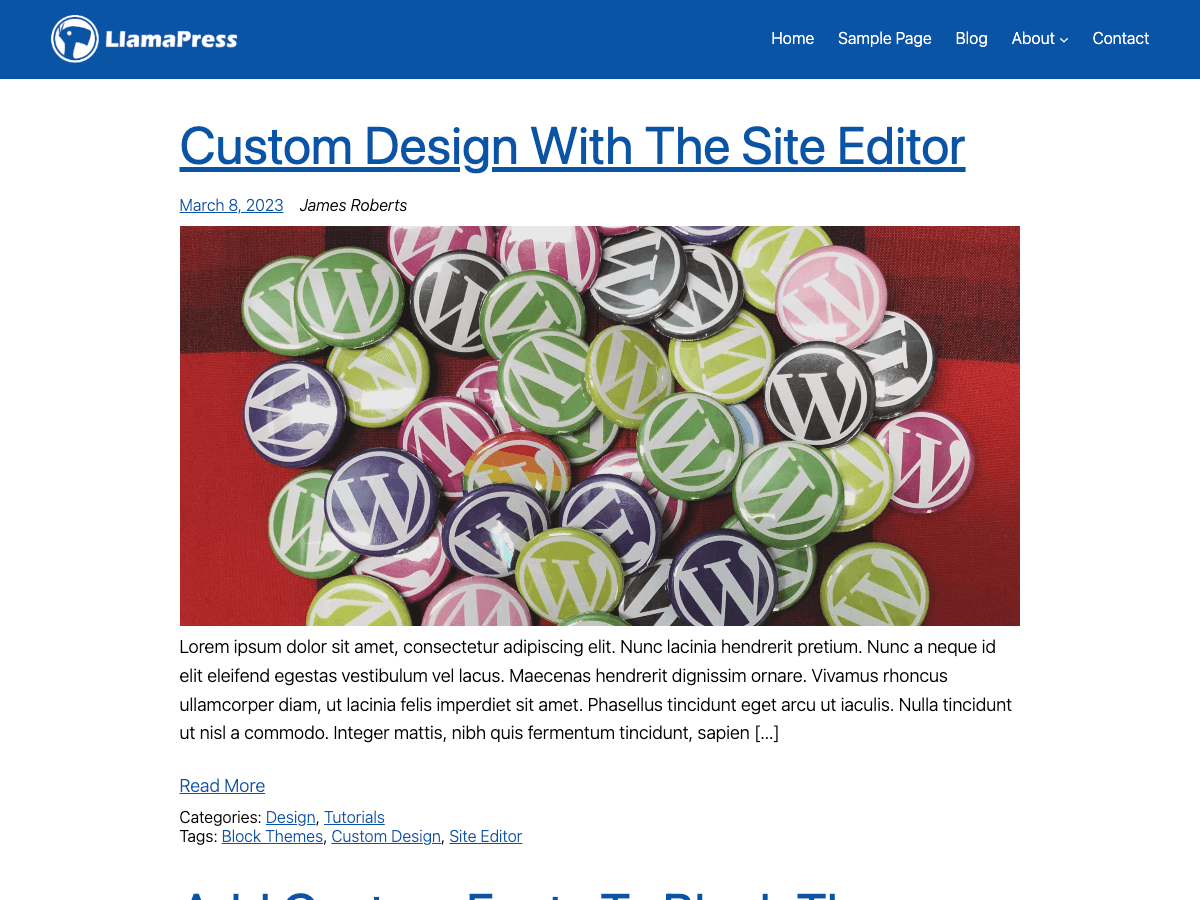 LlamaPress
Home Sample Page Blog About Contact
Custom Design With The Site Editor
March 8, 2023 James Roberts
Lorem ipsum dolor sit amet, consectetur adipiscing elit. Nunc lacinia hendrerit pretium. Nunc a neque id
elit eleifend egestas vestibulum vel lacus. Maecenas hendrerit dignissim ornare. Vivamus rhoncus
ullamcorper diam, ut lacinia felis imperdiet sit amet. Phasellus tincidunt eget arcu ut iaculis. Nulla tincidunt
ut nisl a commodo. Integer mattis, nibh quis fermentum tincidunt, sapien […]
Read More
Categories: Design, Tutorials
Tags: Block Themes, Custom Design, Site Editor